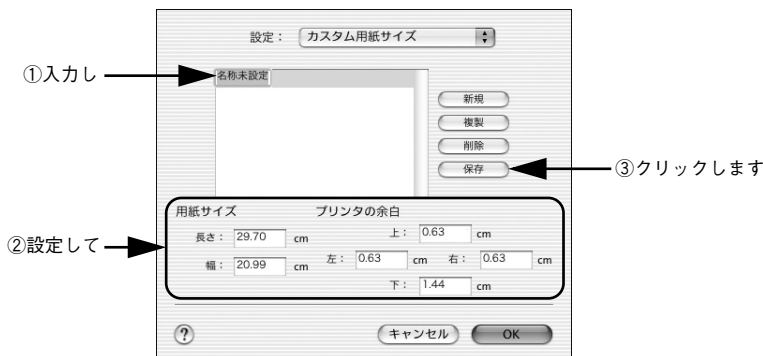 設定： カスタム用紙サイズ
①入力し
名称未設定
新規
複製
削除
保存
③クリックします
②設定して
用紙サイズ プリンタの余白
長さ： 29.70 cm
幅： 20.99 cm
上： 0.63 cm
左： 0.63 cm 右： 0.63 cm
下： 1.44 cm
? キャンセル OK